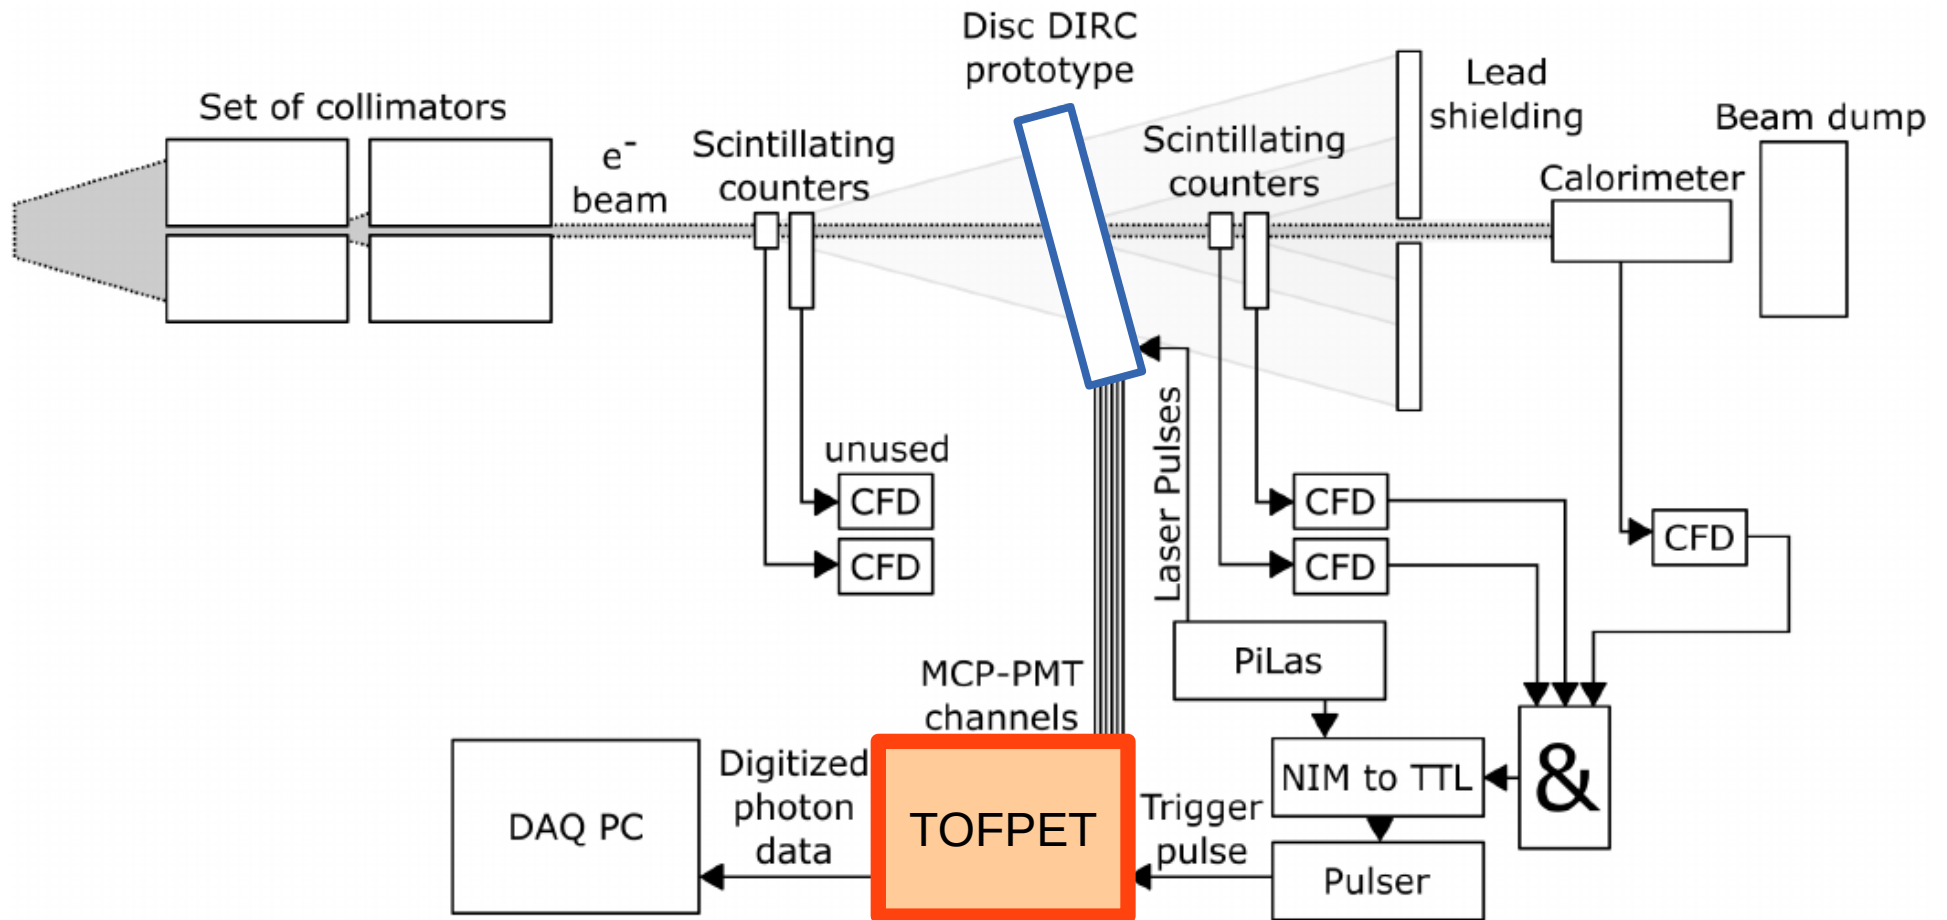 Disc DIRC
prototype
Set of collimators
e-
beam
Scintillating
counters
Scintillating
counters
Lead
shielding
Beam dump
Calorimeter
unused
CFD
CFD
Laser Pulses
CFD
CFD
CFD
PiLas
MCP-PMT
channels
NIM to TTL
&
Digitized
photon
data
DAQ PC
TOFPET
Trigger
pulse
Pulser